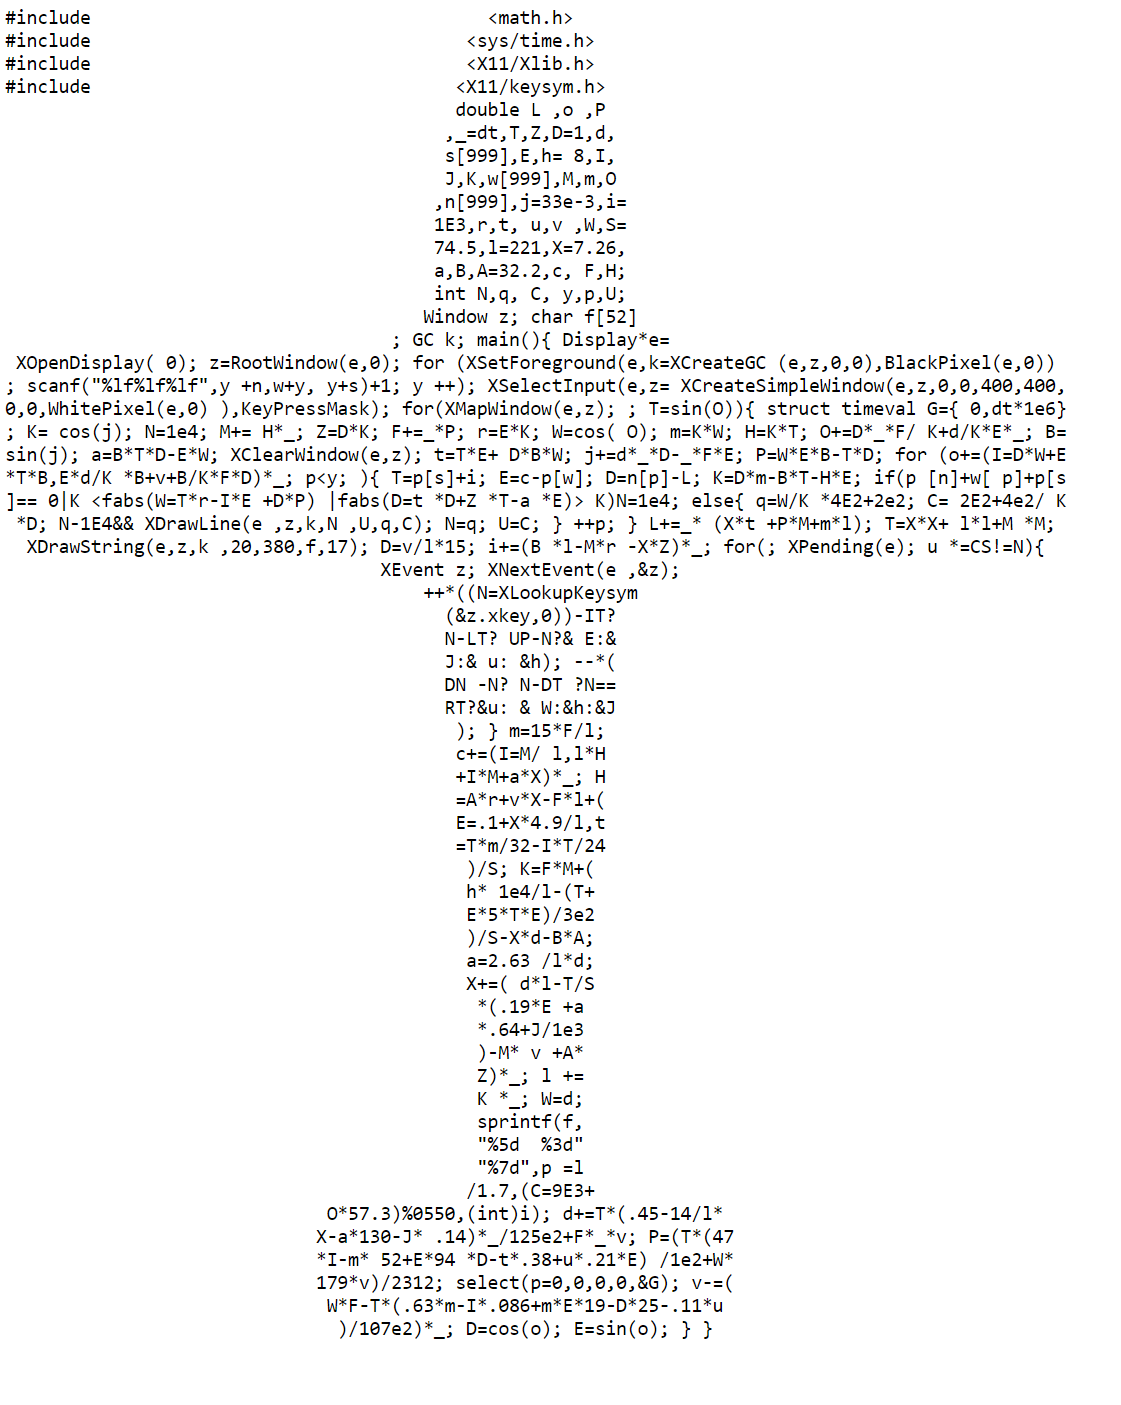 #include                                     <math.h>
#include                                   <sys/time.h>
#include                                   <X11/Xlib.h>
#include                                  <X11/keysym.h>
                                          double L ,o ,P
                                         ,_=dt,T,Z,D=1,d,
                                         s[999],E,h= 8,I,
                                         J,K,w[999],M,m,O
                                        ,n[999],j=33e-3,i=
                                        1E3,r,t, u,v ,W,S=
                                        74.5,l=221,X=7.26,
                                        a,B,A=32.2,c, F,H;
                                        int N,q, C, y,p,U;
                                       Window z; char f[52]
                                    ; GC k; main(){ Display*e=
 XOpenDisplay( 0); z=RootWindow(e,0); for (XSetForeground(e,k=XCreateGC (e,z,0,0),BlackPixel(e,0))
; scanf("%lf%lf%lf",y +n,w+y, y+s)+1; y ++); XSelectInput(e,z= XCreateSimpleWindow(e,z,0,0,400,400,
0,0,WhitePixel(e,0) ),KeyPressMask); for(XMapWindow(e,z); ; T=sin(O)){ struct timeval G={ 0,dt*1e6}
; K= cos(j); N=1e4; M+= H*_; Z=D*K; F+=_*P; r=E*K; W=cos( O); m=K*W; H=K*T; O+=D*_*F/ K+d/K*E*_; B=
sin(j); a=B*T*D-E*W; XClearWindow(e,z); t=T*E+ D*B*W; j+=d*_*D-_*F*E; P=W*E*B-T*D; for (o+=(I=D*W+E
*T*B,E*d/K *B+v+B/K*F*D)*_; p<y; ){ T=p[s]+i; E=c-p[w]; D=n[p]-L; K=D*m-B*T-H*E; if(p [n]+w[ p]+p[s
]== 0|K <fabs(W=T*r-I*E +D*P) |fabs(D=t *D+Z *T-a *E)> K)N=1e4; else{ q=W/K *4E2+2e2; C= 2E2+4e2/ K
 *D; N-1E4&& XDrawLine(e ,z,k,N ,U,q,C); N=q; U=C; } ++p; } L+=_* (X*t +P*M+m*l); T=X*X+ l*l+M *M;
  XDrawString(e,z,k ,20,380,f,17); D=v/l*15; i+=(B *l-M*r -X*Z)*_; for(; XPending(e); u *=CS!=N){
                                   XEvent z; XNextEvent(e ,&z);
                                       ++*((N=XLookupKeysym
                                         (&z.xkey,0))-IT?
                                         N-LT? UP-N?& E:&
                                         J:& u: &h); --*(
                                         DN -N? N-DT ?N==
                                         RT?&u: & W:&h:&J
                                          ); } m=15*F/l;
                                          c+=(I=M/ l,l*H
                                          +I*M+a*X)*_; H
                                          =A*r+v*X-F*l+(
                                          E=.1+X*4.9/l,t
                                          =T*m/32-I*T/24
                                           )/S; K=F*M+(
                                           h* 1e4/l-(T+
                                           E*5*T*E)/3e2
                                           )/S-X*d-B*A;
                                           a=2.63 /l*d;
                                           X+=( d*l-T/S
                                            *(.19*E +a
                                            *.64+J/1e3
                                            )-M* v +A*
                                            Z)*_; l +=
                                            K *_; W=d;
                                            sprintf(f,
                                            "%5d  %3d"
                                            "%7d",p =l
                                           /1.7,(C=9E3+
                              O*57.3)%0550,(int)i); d+=T*(.45-14/l*
                             X-a*130-J* .14)*_/125e2+F*_*v; P=(T*(47
                             *I-m* 52+E*94 *D-t*.38+u*.21*E) /1e2+W*
                             179*v)/2312; select(p=0,0,0,0,&G); v-=(
                              W*F-T*(.63*m-I*.086+m*E*19-D*25-.11*u
                               )/107e2)*_; D=cos(o); E=sin(o); } }